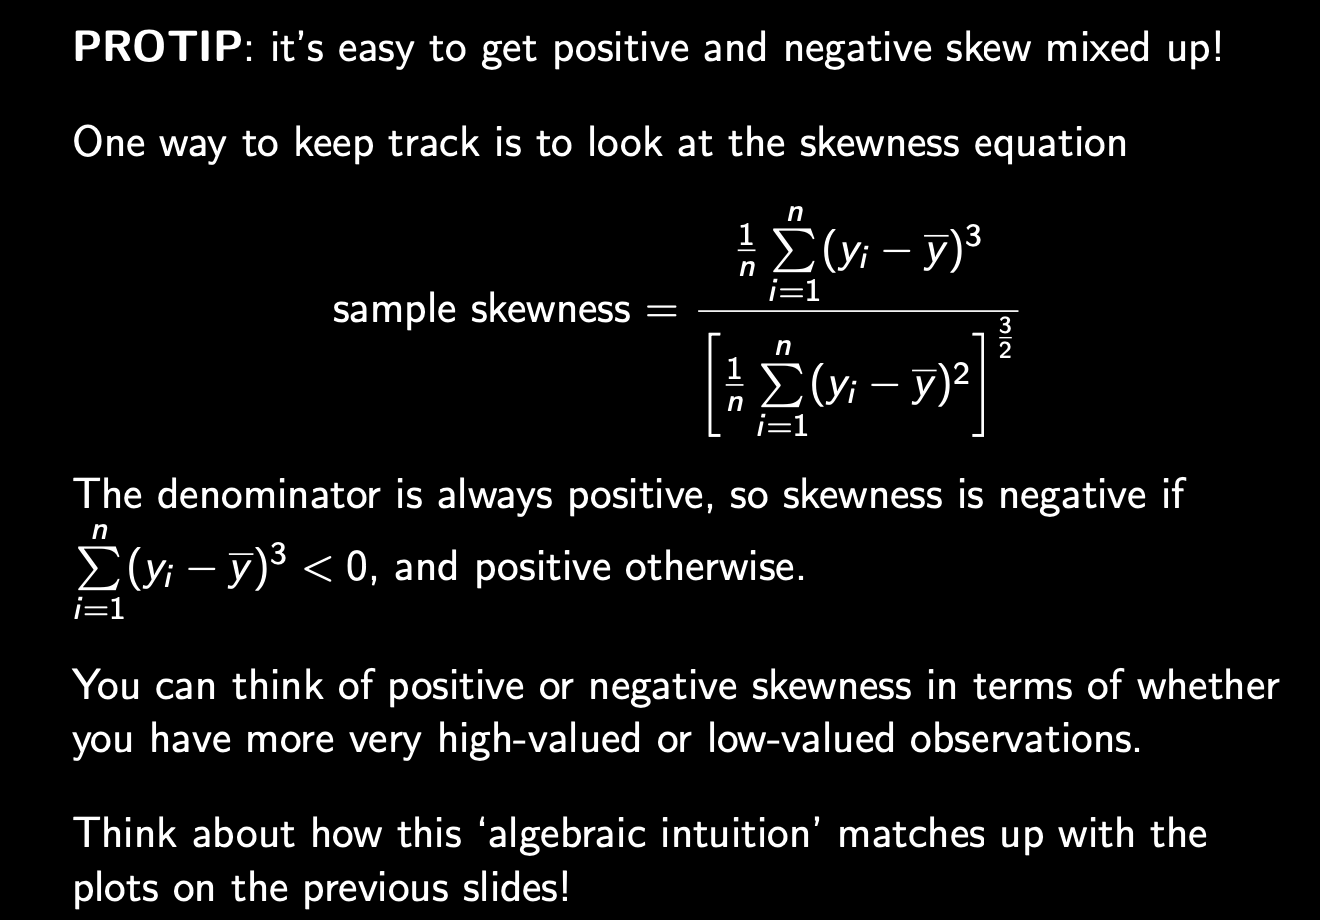 PROTIP: it's easy to get positive and negative skew mixed up!
One way to keep track is to look at the skewness equation
sample skewness = \frac{\frac{1}{n} \sum_{i=1}^{n} (y_i - \overline{y})^3}{\left[ \frac{1}{n} \sum_{i=1}^{n} (y_i - \overline{y})^2 \right]^{\frac{3}{2}}}
The denominator is always positive, so skewness is negative if
\sum_{i=1}^{n} (y_i - \overline{y})^3 < 0, and positive otherwise.
You can think of positive or negative skewness in terms of whether
you have more very high-valued or low-valued observations.
Think about how this ‘algebraic intuition’ matches up with the
plots on the previous slides!